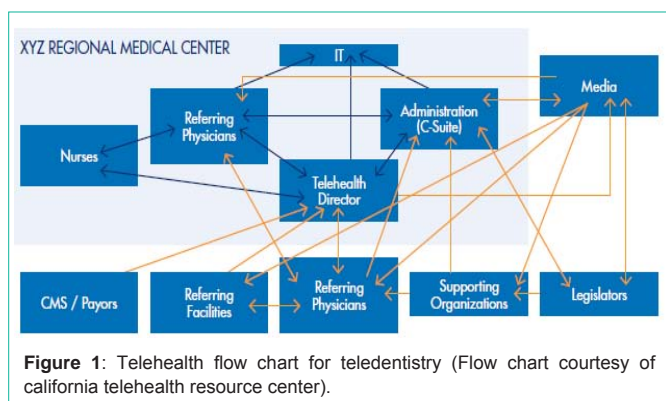 XYZ REGIONAL MEDICAL CENTER
IT
Media
Referring
Physicians
Administration
(C-Suite)
Nurses
Telehealth
Director
CMS / Payors
Referring
Facilities
Referring
Physicians
Supporting
Organizations
Legislators
Figure 1: Telehealth flow chart for teledentistry (Flow chart courtesy of
california telehealth resource center).